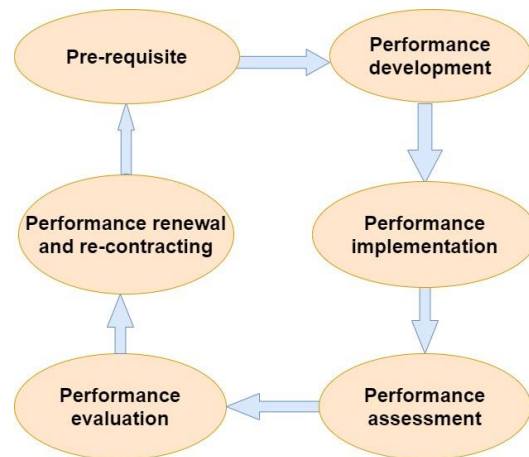 Pre-requisite
Performance
development
Performance renewal
and re-contracting
Performance
implementation
Performance
evaluation
Performance
assessment